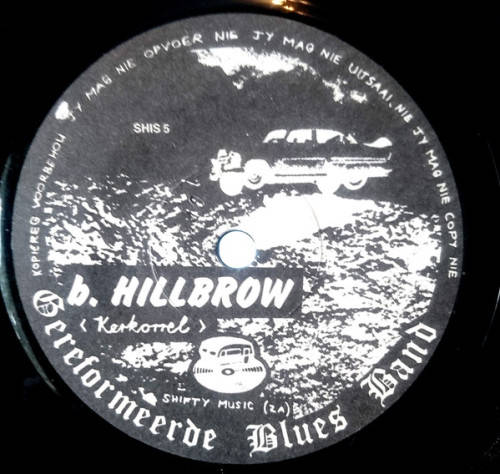 KOPIEREG VOORBEHOU JY MAG NIE OPVOER NIE JY MAG NIE UITSAAI NIE JY MAG NIE COPY NIE
SHIS 5
b. HILLBROW
< Kerkorrel >
SHIFTY MUSIC (ZA)
Gereformeerde Blues Band